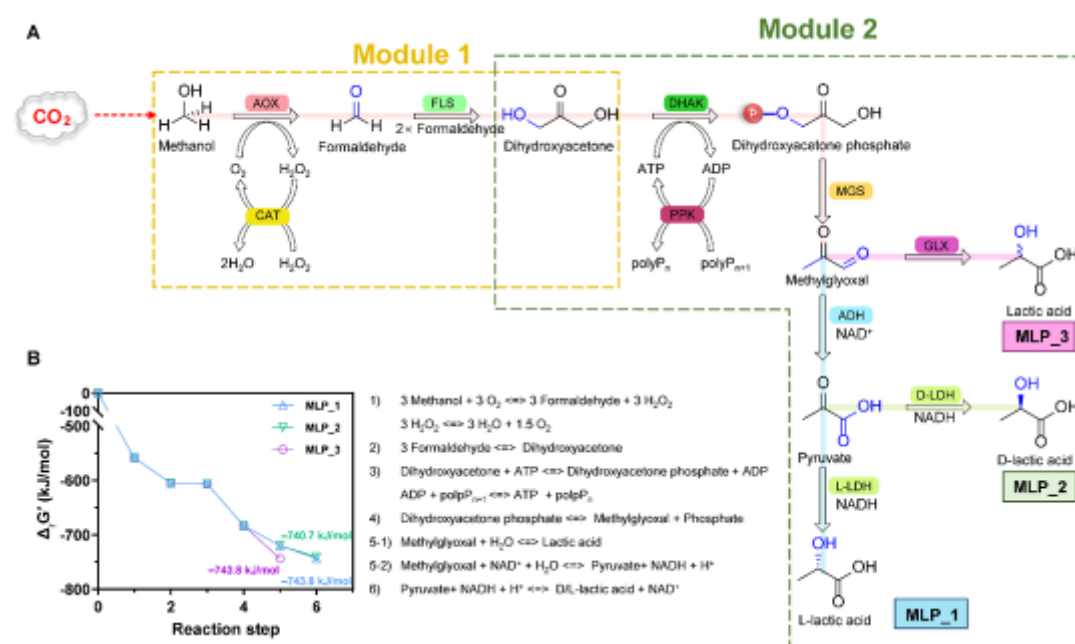 A
Module 1
Module 2
CO2
OH
H
H
H
Methanol
AOX
O2
H2O2
CAT
2H2O
H2O2
O
H
H
Formaldehyde
FLS
2× Formaldehyde
HO
O
OH
Dihydroxyacetone
DHAK
ATP
ADP
PPK
polyPn
polyPn+1
P
O
O
OH
Dihydroxyacetone phosphate
MGS
O
O
Methylglyoxal
GLX
OH
OH
O
Lactic acid
MLP_3
ADH
NAD+
O
OH
O
Pyruvate
D-LDH
NADH
OH
OH
O
D-lactic acid
MLP_2
L-LDH
NADH
OH
OH
O
L-lactic acid
MLP_1
B
ΔrG' (kJ/mol)
0
-100
-500
-600
-700
-800
0
2
4
6
Reaction step
MLP_1
MLP_2
MLP_3
−740.7 kJ/mol
−743.8 kJ/mol
−743.8 kJ/mol
1) 3 Methanol + 3 O2 <=> 3 Formaldehyde + 3 H2O2
3 H2O2 <=> 3 H2O + 1.5 O2
2) 3 Formaldehyde <=> Dihydroxyacetone
3) Dihydroxyacetone + ATP <=> Dihydroxyacetone phosphate + ADP
ADP + polpPn+1 <=> ATP + polpPn
4) Dihydroxyacetone phosphate <=> Methylglyoxal + Phosphate
5-1) Methylglyoxal + H2O <=> Lactic acid
5-2) Methylglyoxal + NAD+ + H2O <=> Pyruvate+ NADH + H+
6) Pyruvate+ NADH + H+ <=> D/L-lactic acid + NAD+